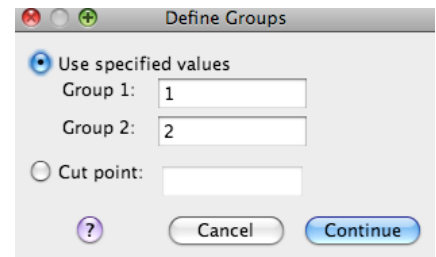 Define Groups
Use specified values
Group 1: 1
Group 2: 2
Cut point:
? Cancel Continue